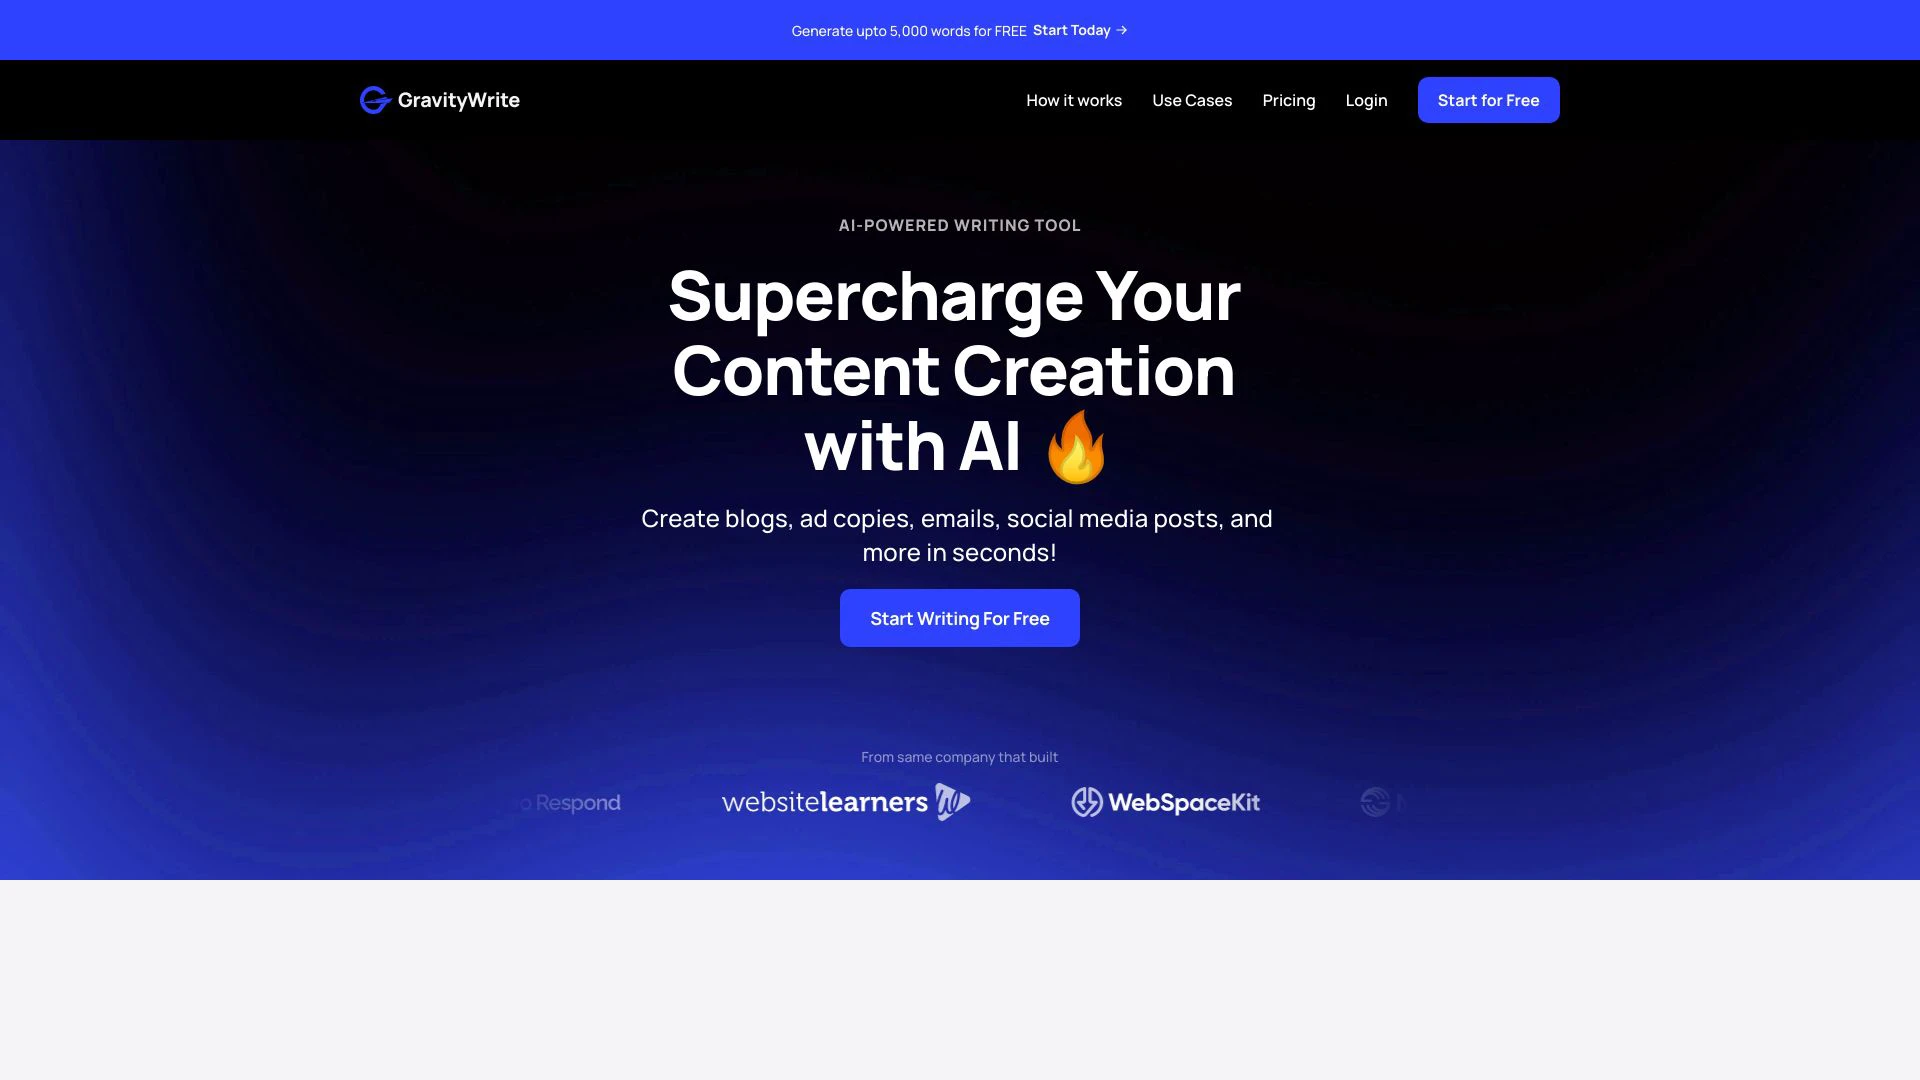 Generate upto 5,000 words for FREE Start Today →
GravityWrite
How it works
Use Cases
Pricing
Login
Start for Free
AI-POWERED WRITING TOOL
Supercharge Your
Content Creation
with AI 🔥
Create blogs, ad copies, emails, social media posts, and
more in seconds!
Start Writing For Free
From same company that built
Respond
websitelearners
WebSpaceKit